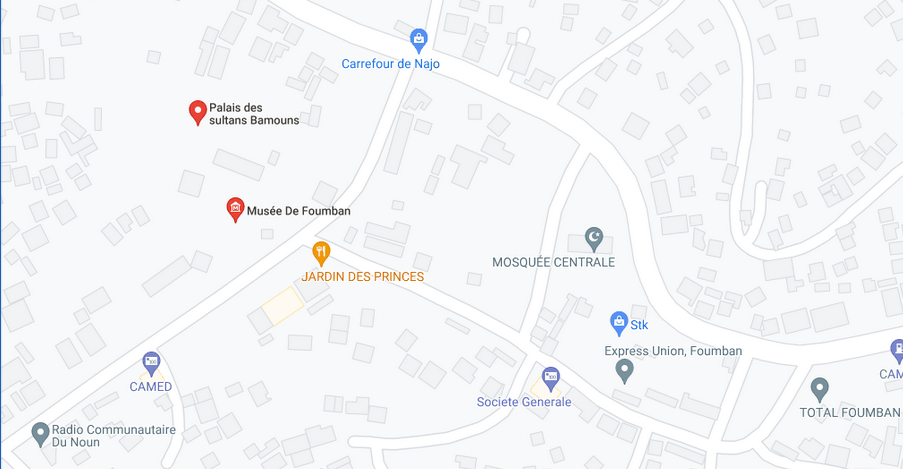 Carrefour de Najo
Palais des
sultans Bamouns
Musée De Foumban
MOSQUÉE CENTRALE
JARDIN DES PRINCES
Stk
Express Union, Foumban
CAMED
CAM
Societe Generale
TOTAL FOUMBAN
Radio Communautaire
Du Noun